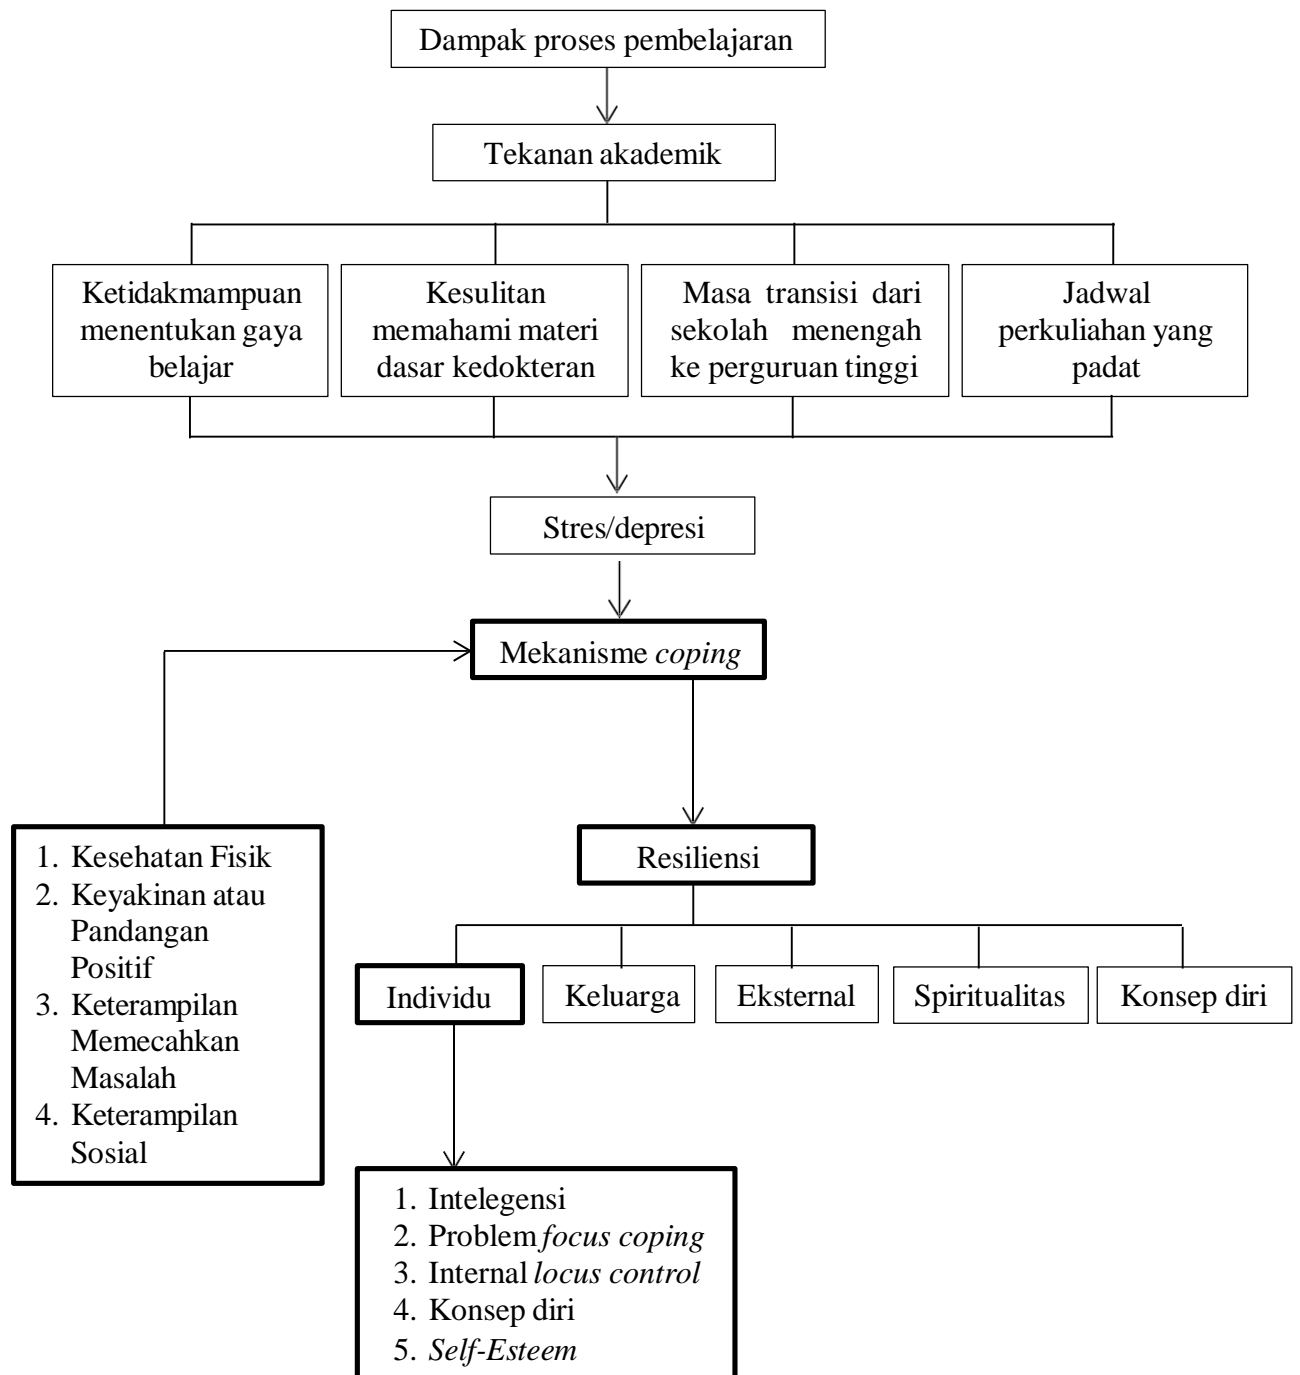 Dampak proses pembelajaran
Tekanan akademik
Ketidakmampuan
menentukan gaya
belajar
Kesulitan
memahami materi
dasar kedokteran
Masa transisi dari
sekolah menengah
ke perguruan tinggi
Jadwal
perkuliahan yang
padat
Stres/depresi
Mekanisme coping
1. Kesehatan Fisik
2. Keyakinan atau
Pandangan
Positif
3. Keterampilan
Memecahkan
Masalah
4. Keterampilan
Sosial
Resiliensi
Individu
Keluarga
Eksternal
Spiritualitas
Konsep diri
1. Intelegensi
2. Problem focus coping
3. Internal locus control
4. Konsep diri
5. Self-Esteem